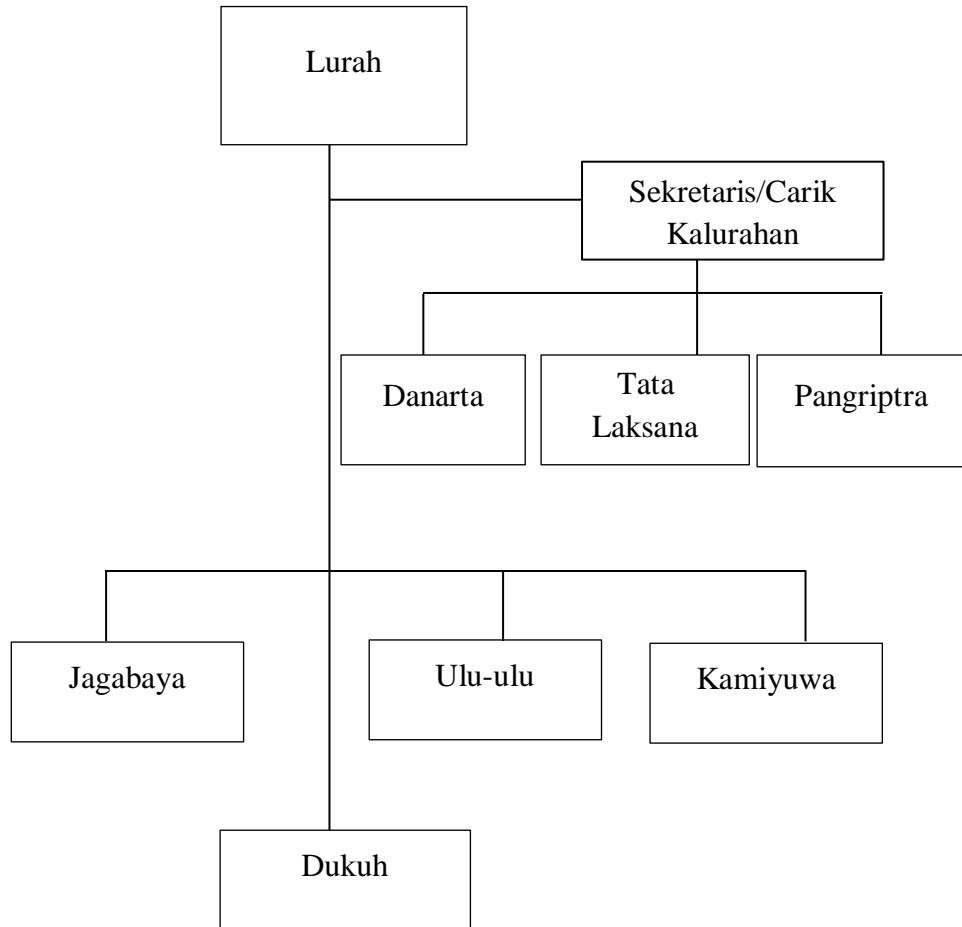 Lurah
Sekretaris/Carik
Kalurahan
Danarta
Tata
Laksana
Pangriptra
Jagabaya
Ulu-ulu
Kamiyuwa
Dukuh